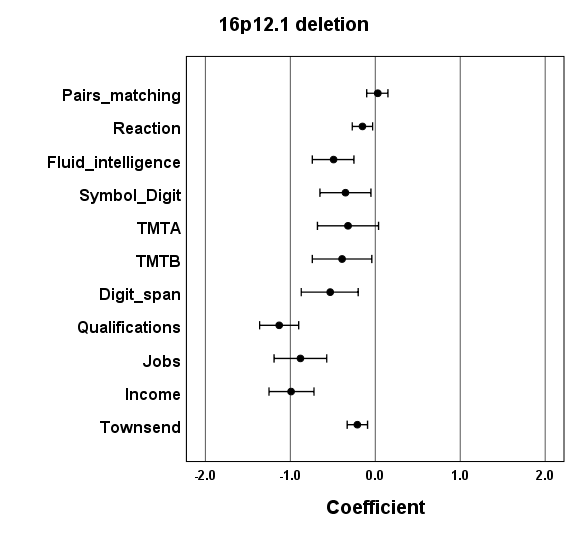 16p12.1 deletion
Pairs_matching
Reaction
Fluid_intelligence
Symbol_Digit
TMTA
TMTB
Digit_span
Qualifications
Jobs
Income
Townsend
-2.0 -1.0 0.0 1.0 2.0
Coefficient